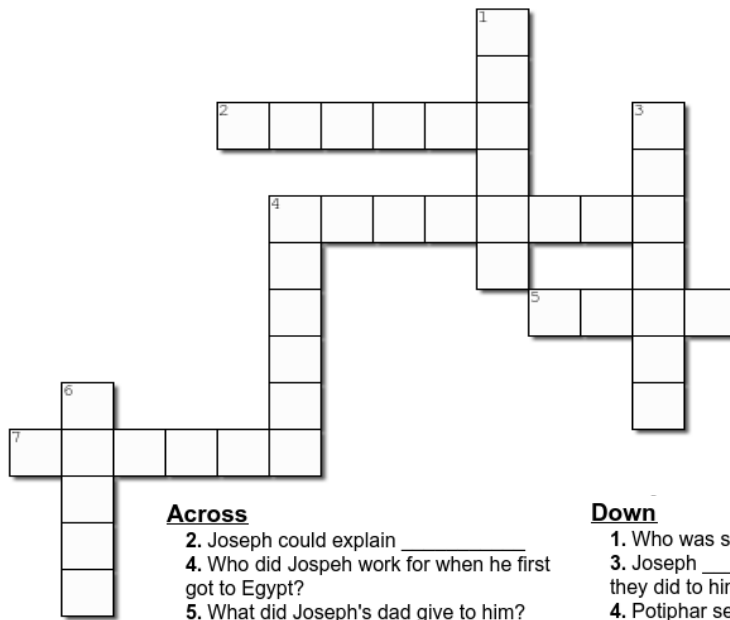 1
2
3
4
5
6
7
Across
2. Joseph could explain ___________
4. Who did Jospeh work for when he first
got to Egypt?
5. What did Joseph's dad give to him?
Down
1. Who was s
3. Joseph ___
they did to hi
4. Potiphar se